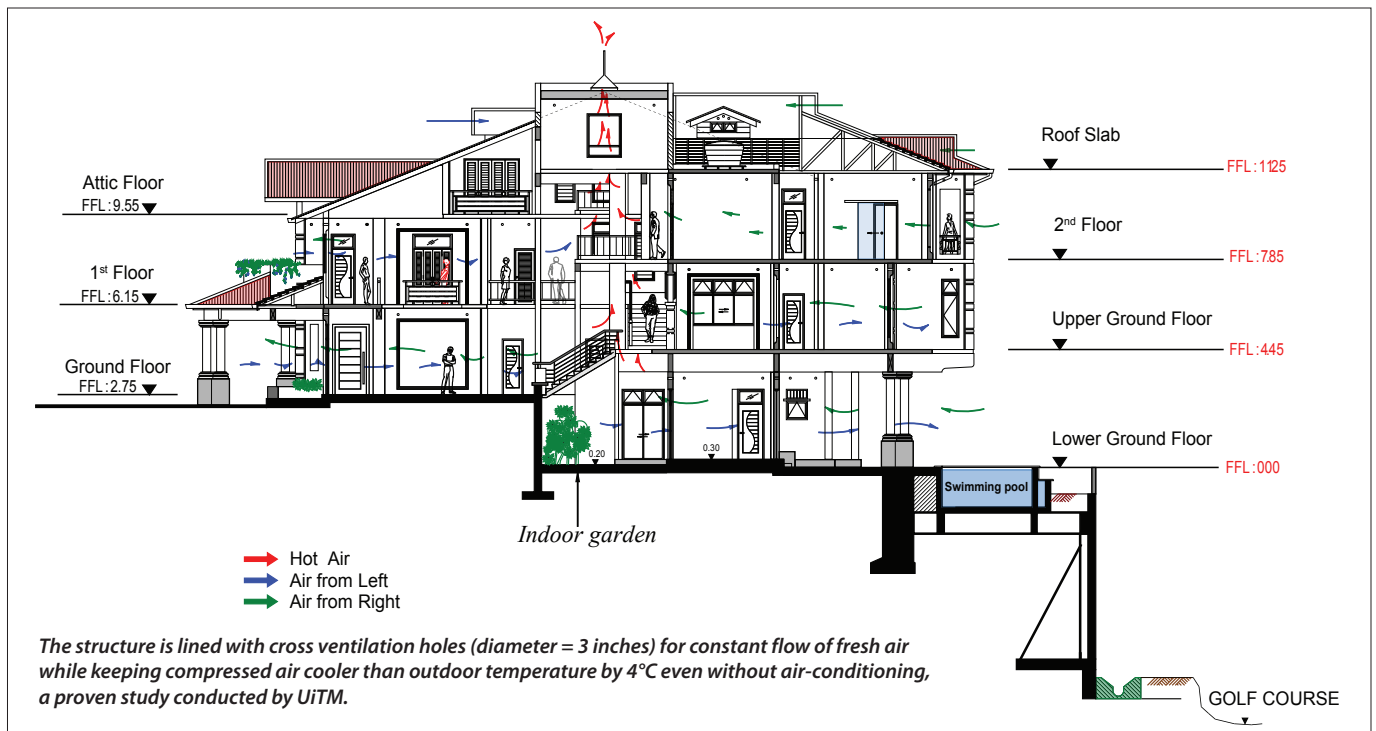 Attic Floor
FFL : 9.55
1st Floor
FFL : 6.15
Ground Floor
FFL : 2.75
Roof Slab
FFL : 1125
2nd Floor
FFL : 785
Upper Ground Floor
FFL : 445
Lower Ground Floor
FFL : 000
0.20
0.30
Swimming pool
Indoor garden
Hot Air
Air from Left
Air from Right
The structure is lined with cross ventilation holes (diameter = 3 inches) for constant flow of fresh air
while keeping compressed air cooler than outdoor temperature by 4°C even without air-conditioning,
a proven study conducted by UiTM.
GOLF COURSE